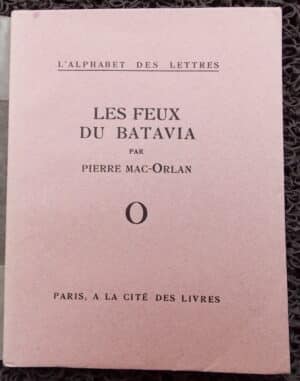 L'ALPHABET DES LETTRES
LES FEUX
DU BATAVIA
PAR
PIERRE MAC-ORLAN
O
PARIS, A LA CITÉ DES LIVRES